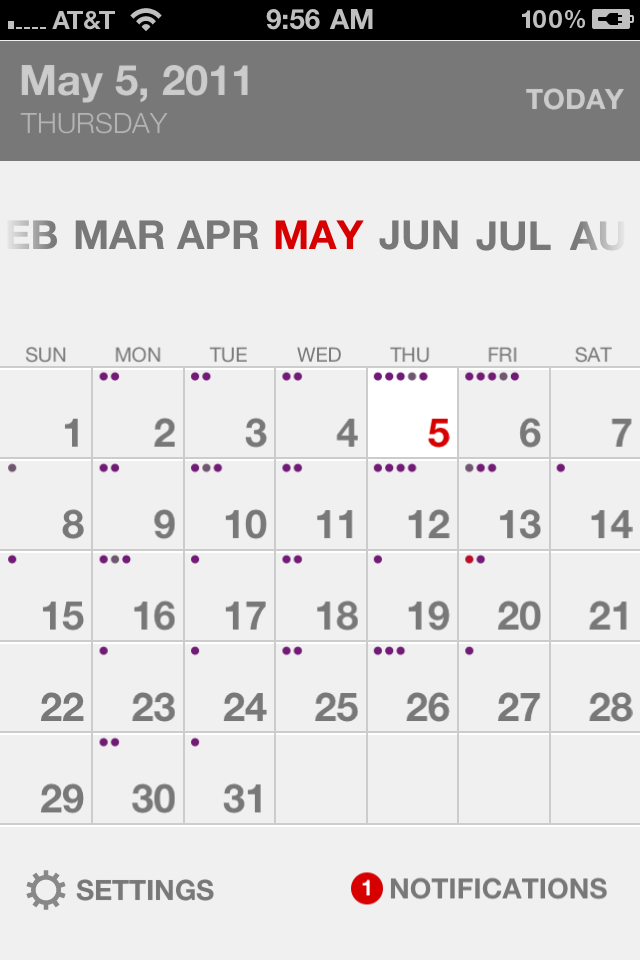 AT&T 9:56 AM 100%
May 5, 2011
THURSDAY
TODAY
EB MAR APR MAY JUN JUL AU
SUN MON TUE WED THU FRI SAT
1 2 3 4 5 6 7
8 9 10 11 12 13 14
15 16 17 18 19 20 21
22 23 24 25 26 27 28
29 30 31
SETTINGS 1 NOTIFICATIONS